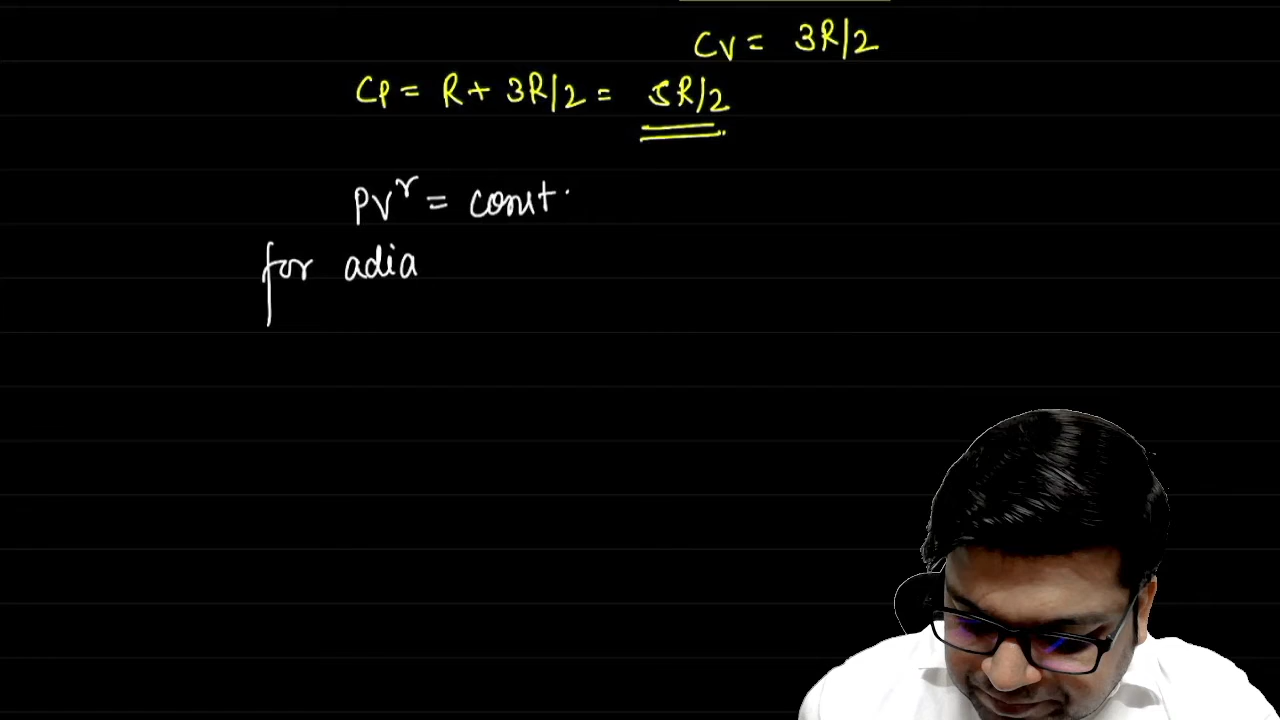 Cv = 3R/2
CP = R + 3R/2 = 5R/2
PV^γ = const.
for adia